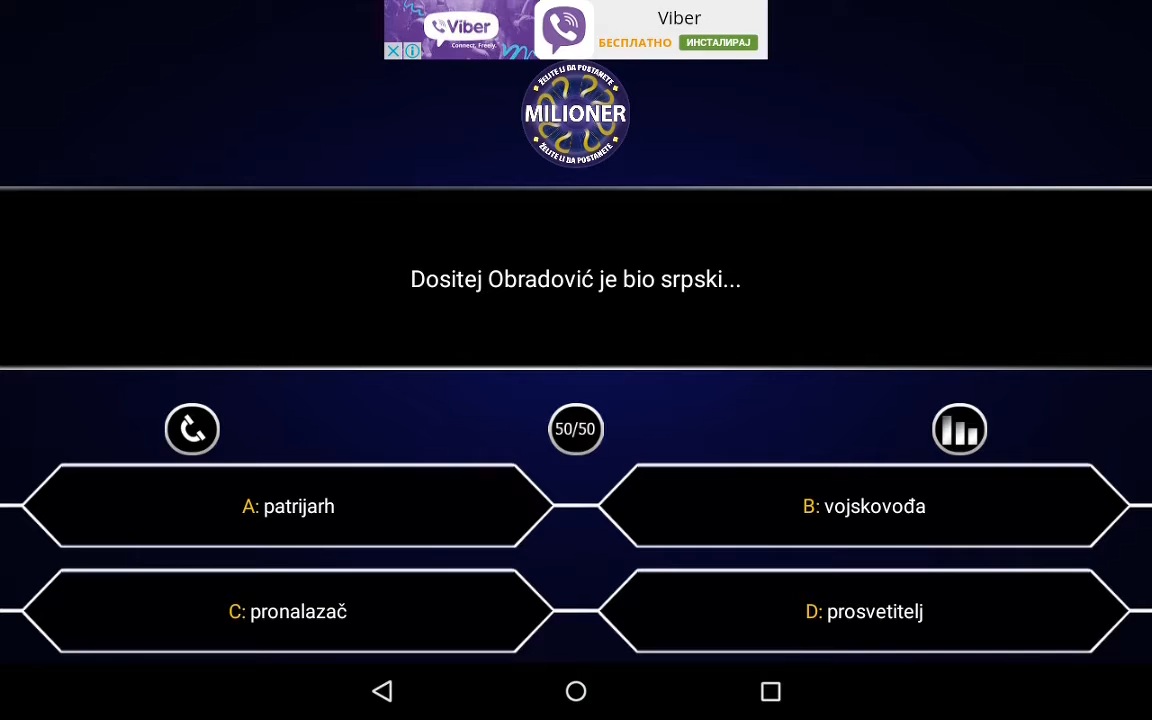 Viber
Connect. Freely.
Viber
БЕСПЛАТНО ИНСТАЛИРАЈ
ŽELITE LI DA POSTANETE
MILIONER
ŽELITE LI DA POSTANETE
Dositej Obradović je bio srpski...
50/50
A: patrijarh
B: vojskovođa
C: pronalazač
D: prosvetitelj